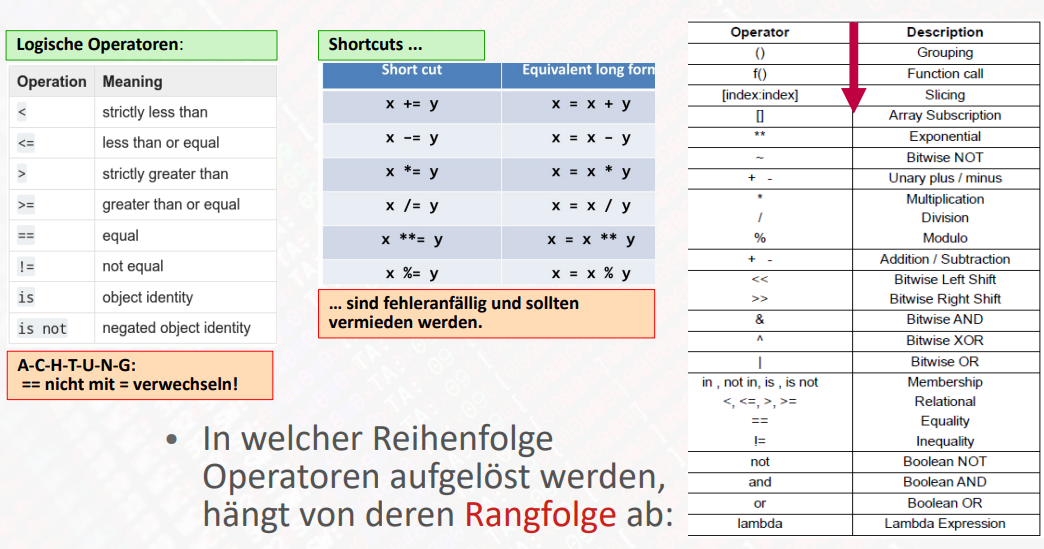 Logische Operatoren:
Operation Meaning
< strictly less than
<= less than or equal
> strictly greater than
>= greater than or equal
== equal
!= not equal
is object identity
is not negated object identity
A-C-H-T-U-N-G:
== nicht mit = verwechseln!
Shortcuts ...
Short cut Equivalent long form
x += y x = x + y
x -= y x = x - y
x *= y x = x * y
x /= y x = x / y
x **= y x = x ** y
x %= y x = x % y
... sind fehleranfällig und sollten
vermieden werden.
• In welcher Reihenfolge
Operatoren aufgelöst werden,
hängt von deren Rangfolge ab:
Operator Description
() Grouping
f() Function call
[index:index] Slicing
[] Array Subscription
** Exponential
~ Bitwise NOT
+ - Unary plus / minus
* Multiplication
/ Division
% Modulo
+ - Addition / Subtraction
<< Bitwise Left Shift
>> Bitwise Right Shift
& Bitwise AND
^ Bitwise XOR
| Bitwise OR
in , not in, is , is not Membership
<, <=, >, >= Relational
== Equality
!= Inequality
not Boolean NOT
and Boolean AND
or Boolean OR
lambda Lambda Expression